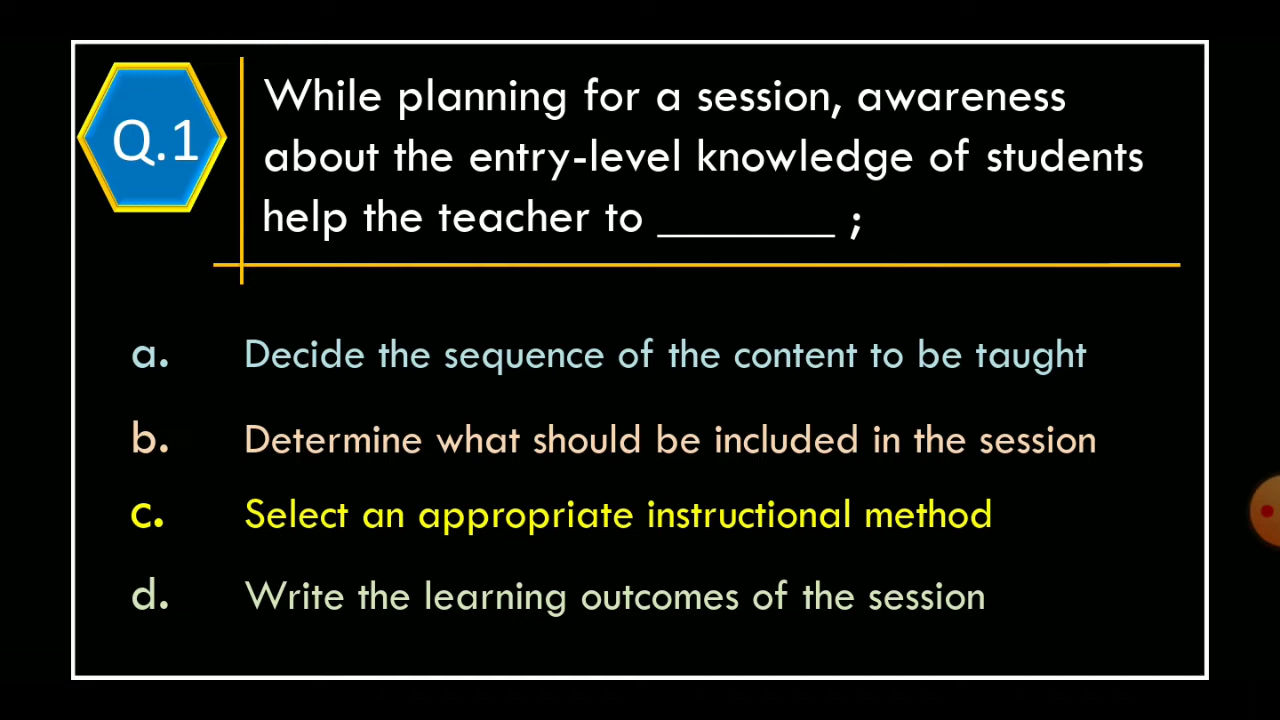 Q.1
While planning for a session, awareness
about the entry-level knowledge of students
help the teacher to ________ ;
a. Decide the sequence of the content to be taught
b. Determine what should be included in the session
c. Select an appropriate instructional method
d. Write the learning outcomes of the session